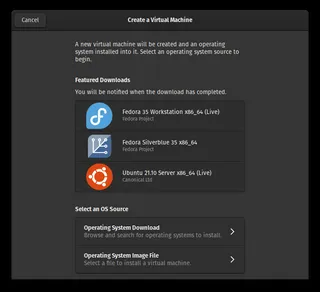 Cancel
Create a Virtual Machine
A new virtual machine will be created and an operating
system installed into it. Select an operating system source to
begin.
Featured Downloads
You will be notified when the download has completed.
Fedora 35 Workstation x86_64 (Live)
Fedora Project
Fedora Silverblue 35 x86_64
Fedora Project
Ubuntu 21.10 Server x86_64 (Live)
Canonical Ltd
Select an OS Source
Operating System Download
Browse and search for operating systems to install.
Operating System Image File
Select a file to install a virtual machine.